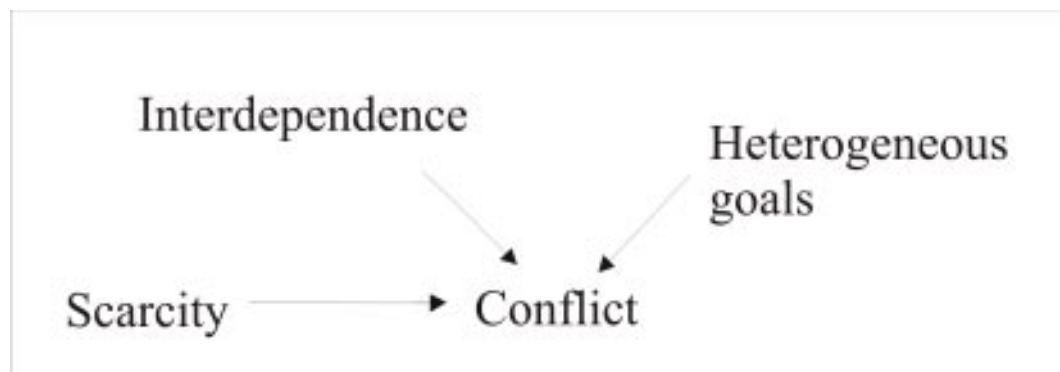 Interdependence
Heterogeneous
goals
Scarcity
Conflict